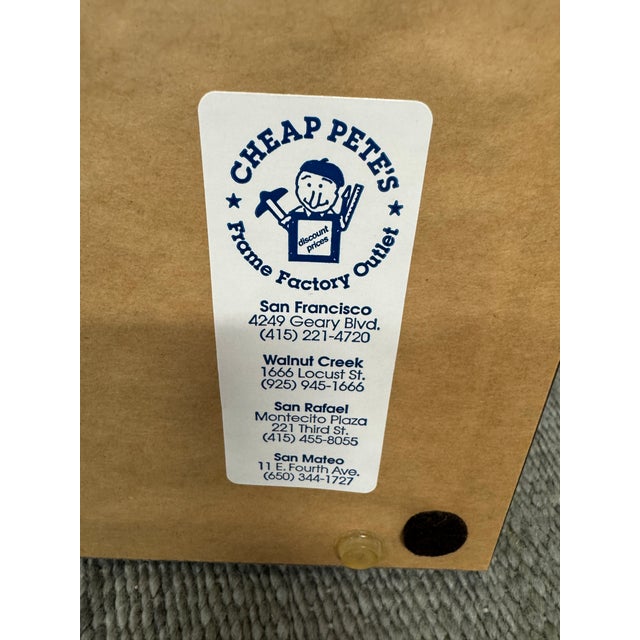 CHEAP PETE'S
discount
prices
Frame Factory Outlet
San Francisco
4249 Geary Blvd.
(415) 221-4720
Walnut Creek
1666 Locust St.
(925) 945-1666
San Rafael
Montecito Plaza
221 Third St.
(415) 455-8055
San Mateo
11 E. Fourth Ave.
(650) 344-1727